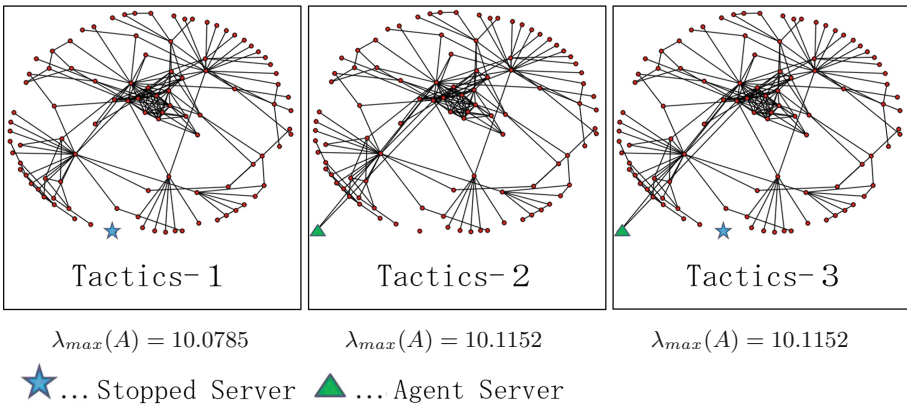 Tactics-1
Tactics-2
Tactics-3
λmax(A) = 10.0785
λmax(A) = 10.1152
λmax(A) = 10.1152
... Stopped Server
... Agent Server